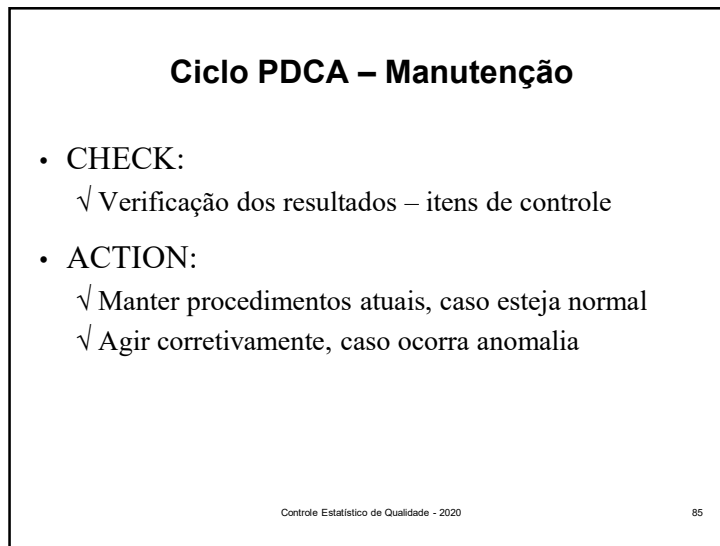 Ciclo PDCA – Manutenção
• CHECK:
√ Verificação dos resultados – itens de controle
• ACTION:
√ Manter procedimentos atuais, caso esteja normal
√ Agir corretivamente, caso ocorra anomalia
Controle Estatístico de Qualidade - 2020
85